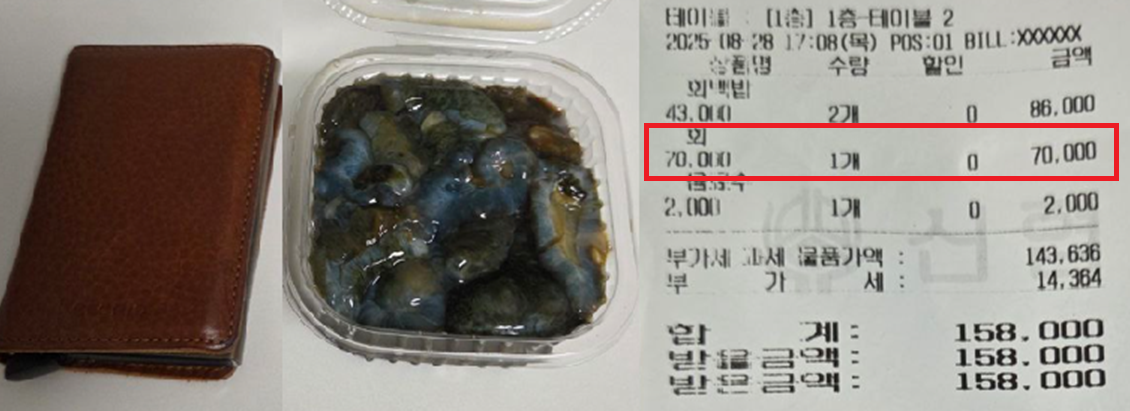 테이블 : [1층] 1층-테이블 2
2025-08-28 17:08(목) POS:01 BILL:XXXXXX
상품명 수량 할인 금액
회백밥
43,000 2개 0 86,000
회
70,000 1개 0 70,000
2,000 1개 0 2,000
부가세 과세 물품가액 : 143,636
부 가 세 : 14,364
합 계 : 158,000
받을금액 : 158,000
받은금액 : 158,000